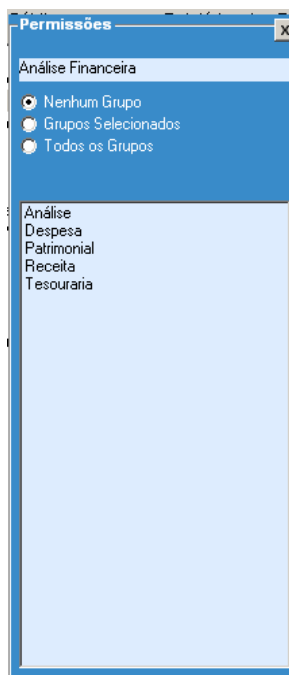 Permissões
X
Análise Financeira
Nenhum Grupo
Grupos Selecionados
Todos os Grupos
Análise
Despesa
Patrimonial
Receita
Tesouraria